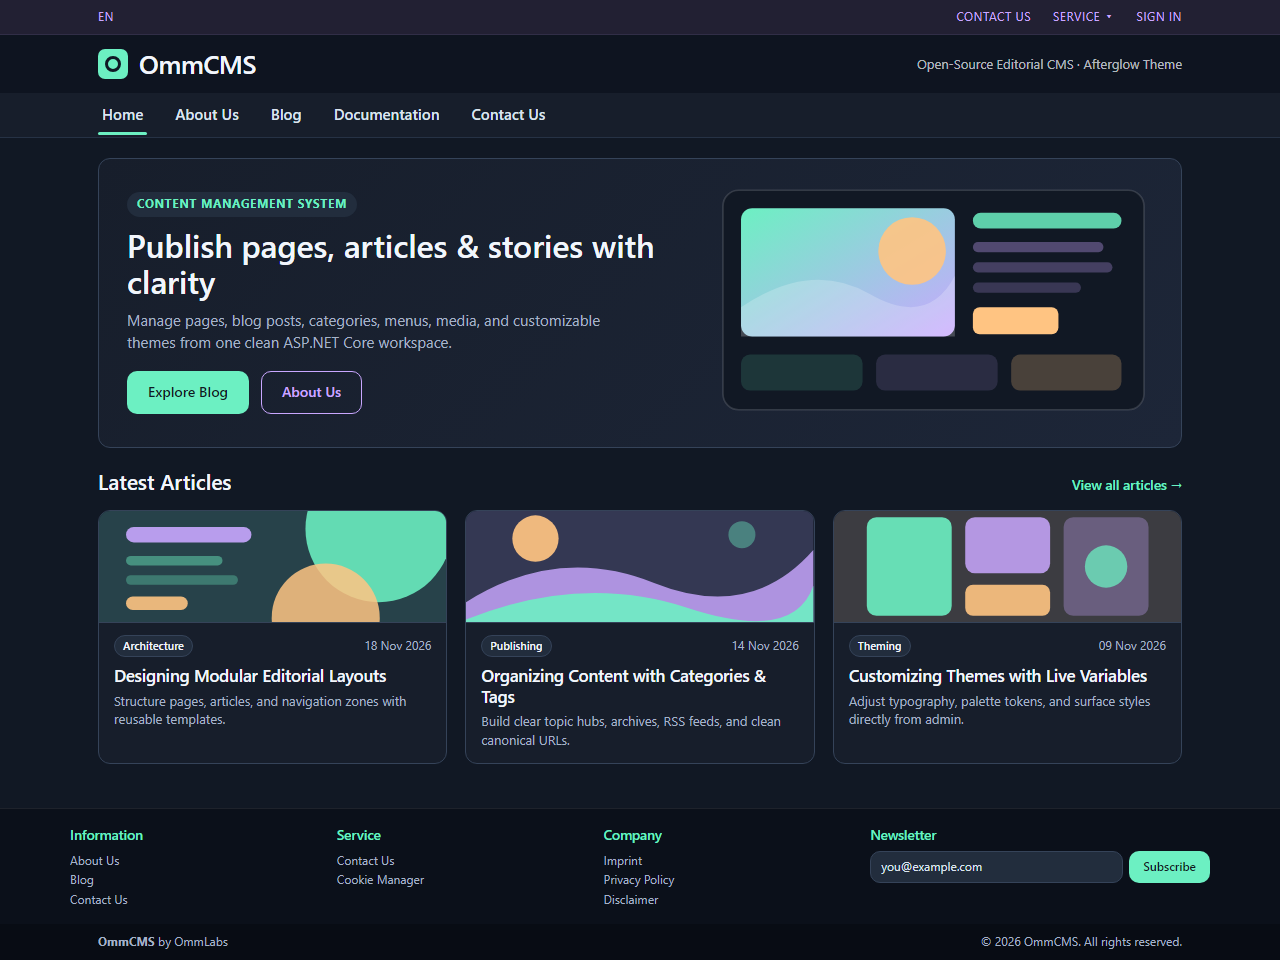 EN
CONTACT US
SERVICE ▾
SIGN IN
OmmCMS
Open-Source Editorial CMS · Afterglow Theme
Home
About Us
Blog
Documentation
Contact Us
CONTENT MANAGEMENT SYSTEM
Publish pages, articles & stories with
clarity
Manage pages, blog posts, categories, menus, media, and customizable
themes from one clean ASP.NET Core workspace.
Explore Blog
About Us
Latest Articles
View all articles →
Architecture
18 Nov 2026
Designing Modular Editorial Layouts
Structure pages, articles, and navigation zones with
reusable templates.
Publishing
14 Nov 2026
Organizing Content with Categories &
Tags
Build clear topic hubs, archives, RSS feeds, and clean
canonical URLs.
Theming
09 Nov 2026
Customizing Themes with Live Variables
Adjust typography, palette tokens, and surface styles
directly from admin.
Information
About Us
Blog
Contact Us
Service
Contact Us
Cookie Manager
Company
Imprint
Privacy Policy
Disclaimer
Newsletter
you@example.com
Subscribe
OmmCMS by OmmLabs
© 2026 OmmCMS. All rights reserved.